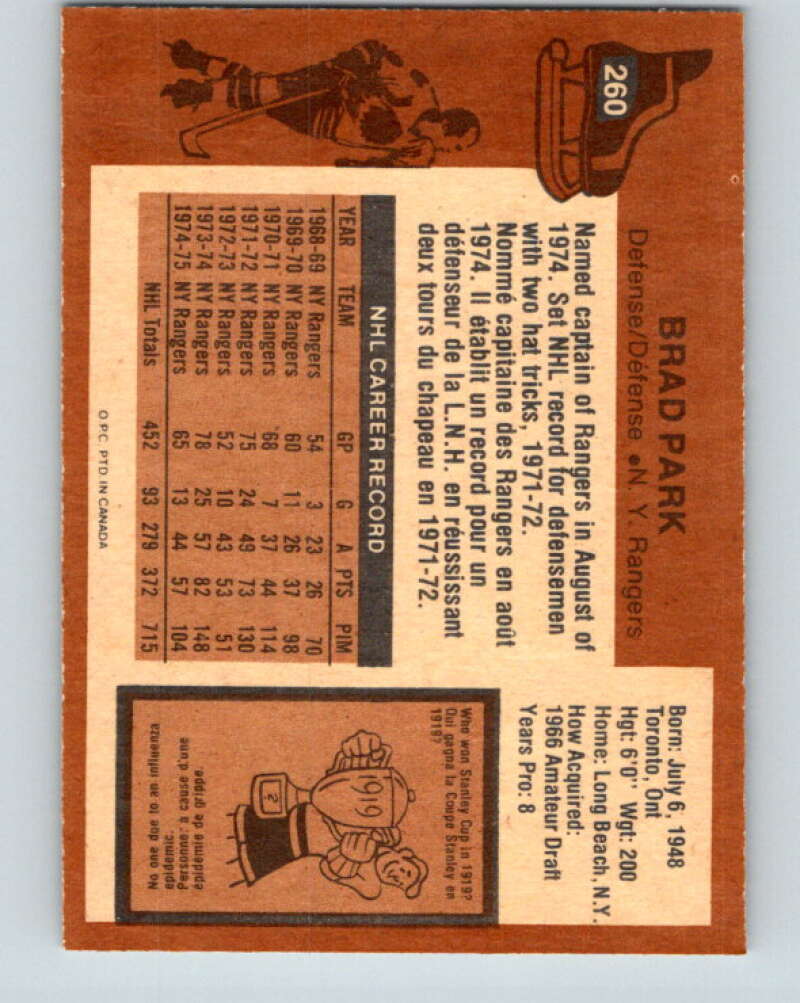 260
BRAD PARK
Defense/Défense • N. Y. Rangers
Named captain of Rangers in August of
1974. Set NHL record for defensemen
with two hat tricks, 1971-72.
Nommé capitaine des Rangers en août
1974. Il établit un record pour un
défenseur de la L.N.H. en réussissant
deux tours du chapeau en 1971-72.
NHL CAREER RECORD
YEAR TEAM GP G A PTS PIM
1968-69 NY Rangers 54 3 23 26 70
1969-70 NY Rangers 60 11 26 37 98
1970-71 NY Rangers 68 7 37 44 114
1971-72 NY Rangers 75 24 49 73 130
1972-73 NY Rangers 52 10 43 53 51
1973-74 NY Rangers 78 25 57 82 148
1974-75 NY Rangers 65 13 44 57 104
NHL Totals 452 93 279 372 715
O.P.C. PTD. IN CANADA
Born: July 6, 1948
Toronto, Ont
Hgt: 6'0" Wgt: 200
Home: Long Beach, N.Y.
How Acquired:
1966 Amateur Draft
Years Pro: 8
Who won Stanley Cup in 1919?
Qui gagna la Coupe Stanley en
1919?
1919
?
No one due to an influenza
epidemic.
Personne, à cause d'une
épidémie de grippe.